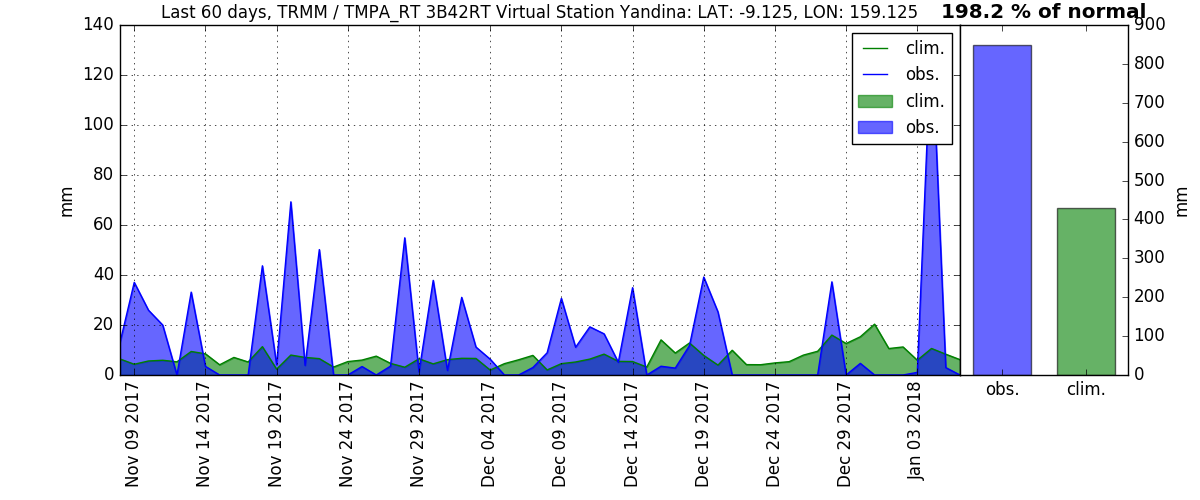 Last 60 days, TRMM / TMPA_RT 3B42RT Virtual Station Yandina: LAT: -9.125, LON: 159.125
198.2 % of normal
140
120
100
80
60
40
20
0
mm
clim.
obs.
clim.
obs.
900
800
700
600
500
400
300
200
100
0
mm
obs.
clim.
Nov 09 2017
Nov 14 2017
Nov 19 2017
Nov 24 2017
Nov 29 2017
Dec 04 2017
Dec 09 2017
Dec 14 2017
Dec 19 2017
Dec 24 2017
Dec 29 2017
Jan 03 2018